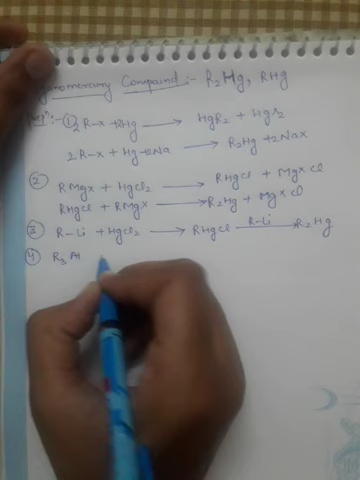 Compound:- R2Hg, RHg
Prepn:- ① 2R-x + 2Hg → HgR2 + Hgx2
2R-x + Hg + 2Na → R2Hg + 2Nax
② RMgx + HgCl2 → RHgCl + Mgx Cl
RHgCl + RMgx → R2Hg + Mgx Cl
③ R-Li + HgCl2 → RHgCl R-Li → R2Hg
④ R3 Al